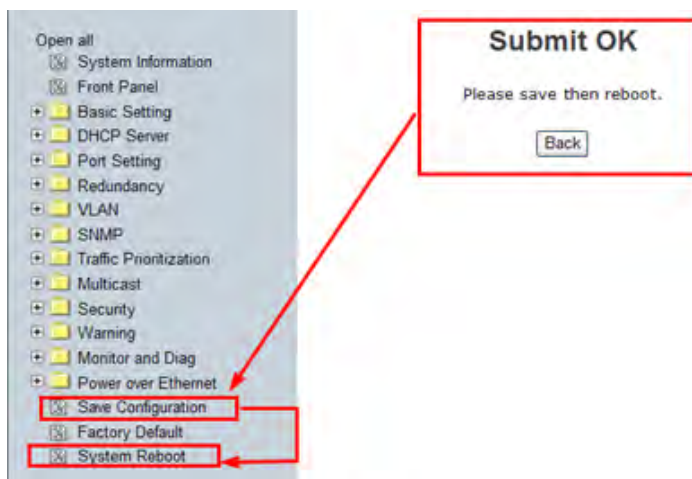 Open all
System Information
Front Panel
Basic Setting
DHCP Server
Port Setting
Redundancy
VLAN
SNMP
Traffic Prioritization
Multicast
Security
Warning
Monitor and Diag
Power over Ethernet
Save Configuration
Factory Default
System Reboot
Submit OK
Please save then reboot.
Back